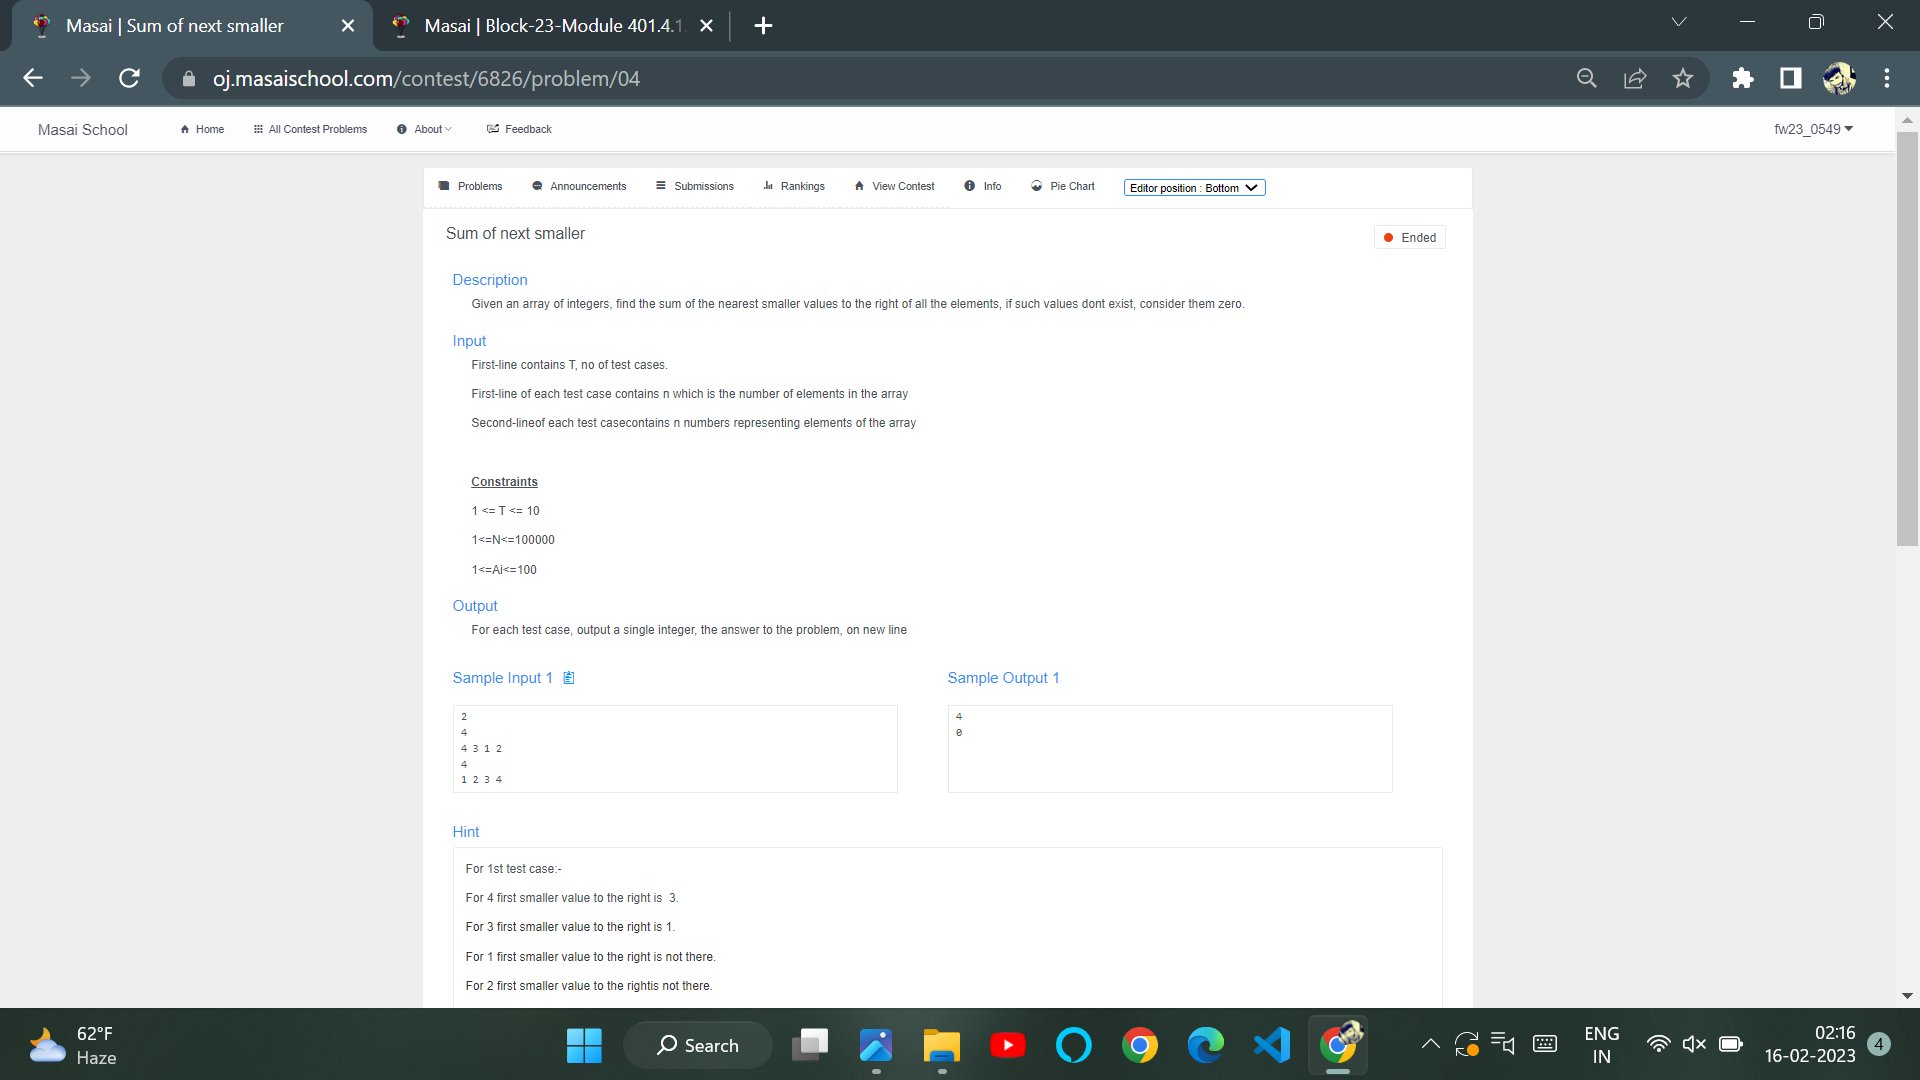 Masai | Sum of next smaller
Masai | Block-23-Module 401.4.1
oj.masaischool.com/contest/6826/problem/04
Masai School
Home
All Contest Problems
About
Feedback
fw23_0549
Problems
Announcements
Submissions
Rankings
View Contest
Info
Pie Chart
Editor position : Bottom
Sum of next smaller
Ended
Description
Given an array of integers, find the sum of the nearest smaller values to the right of all the elements, if such values dont exist, consider them zero.
Input
First-line contains T, no of test cases.
First-line of each test case contains n which is the number of elements in the array
Second-lineof each test casecontains n numbers representing elements of the array
Constraints
1 <= T <= 10
1<=N<=100000
1<=Ai<=100
Output
For each test case, output a single integer, the answer to the problem, on new line
Sample Input 1
2
4
4 3 1 2
4
1 2 3 4
Sample Output 1
4
0
Hint
For 1st test case:-
For 4 first smaller value to the right is  3.
For 3 first smaller value to the right is 1.
For 1 first smaller value to the right is not there.
For 2 first smaller value to the rightis not there.
62°F
Haze
Search
ENG
IN
02:16
16-02-2023
4